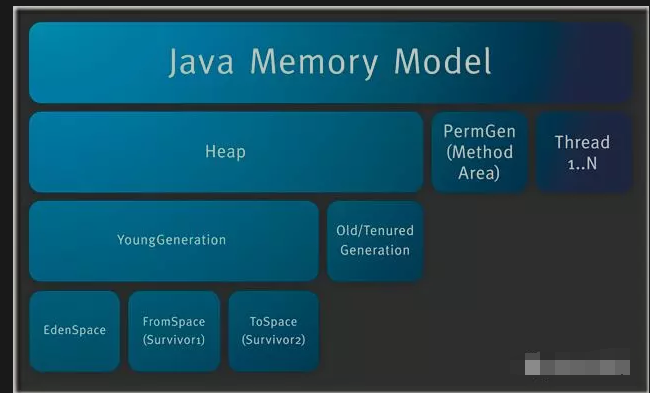 Java Memory Model
Heap
PermGen
(Method
Area)
Thread
1..N
YoungGeneration
Old/Tenured
Generation
EdenSpace
FromSpace
(Survivor1)
ToSpace
(Survivor2)